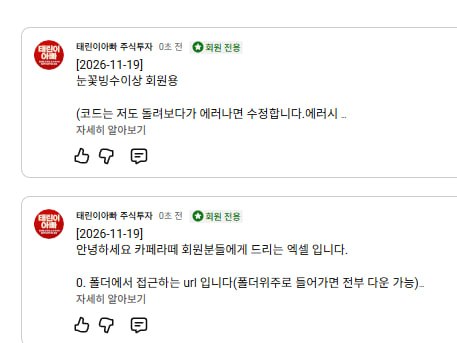 태린이
아빠
태린이아빠 주식투자 0초 전 회원 전용
[2026-11-19]
눈꽃빙수이상 회원용
(코드는 저도 돌려보다가 에러나면 수정합니다.에러시 ...
자세히 알아보기
태린이
아빠
태린이아빠 주식투자 0초 전 회원 전용
[2026-11-19]
안녕하세요 카페라떼 회원분들에게 드리는 엑셀 입니다.
0. 폴더에서 접근하는 url 입니다(폴더위주로 들어가면 전부 다운 가능)...
자세히 알아보기